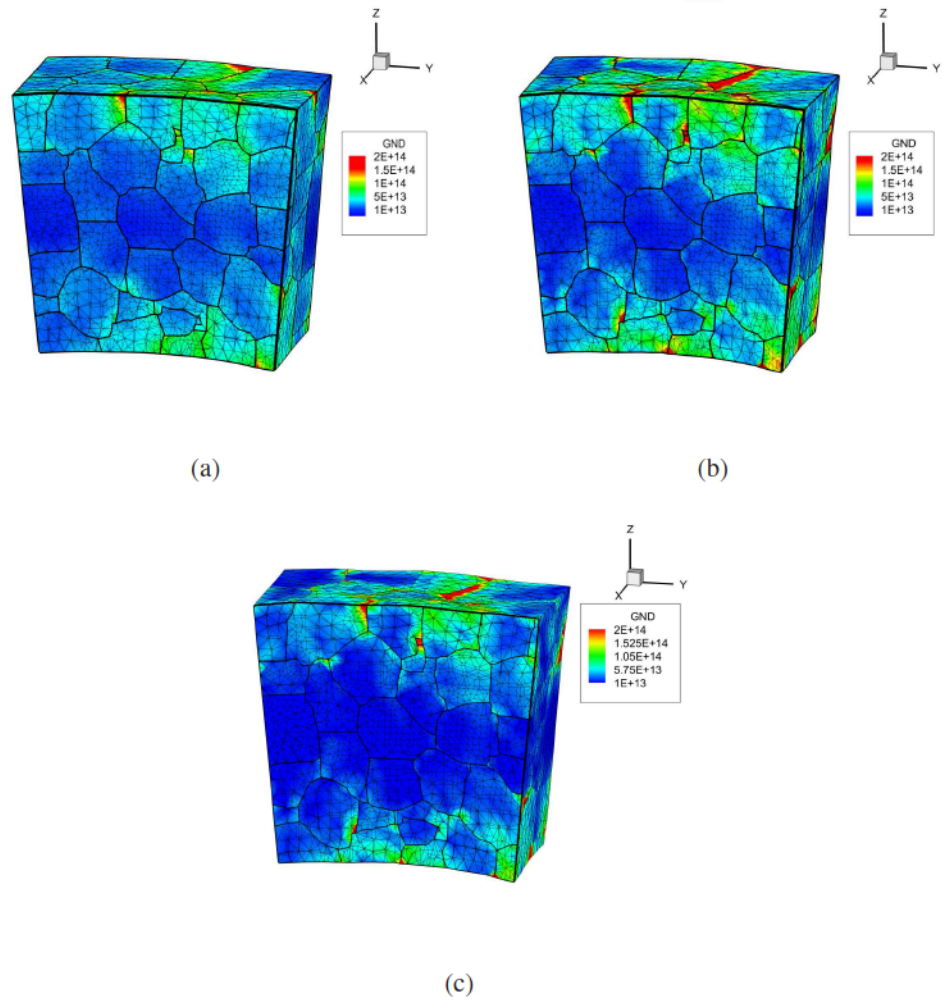 Z
Y
X
GND
2E+14
1.5E+14
1E+14
5E+13
1E+13
(a)
Z
Y
X
GND
2E+14
1.5E+14
1E+14
5E+13
1E+13
(b)
Z
Y
X
GND
2E+14
1.525E+14
1.05E+14
5.75E+13
1E+13
(c)